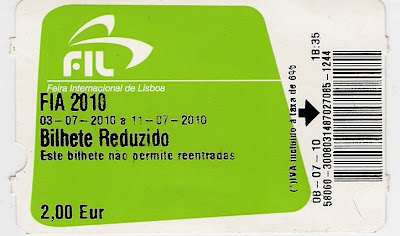 FIL
Feira Internacional de Lisboa
FIA 2010
03-07-2010 a 11-07-2010
Bilhete Reduzido
Este bilhete não permite reentradas
2,00 Eur
(*)IVA incluído à taxa de 6%
08-07-10 18:35
58060-3008031487027085-1244